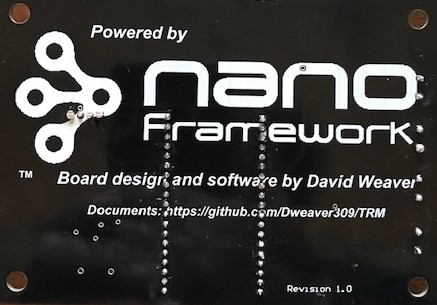 Powered by
nano
Framework
TM
Board design and software by David Weaver
Documents: https://github.com/Dweaver309/TRM
Revision 1.0